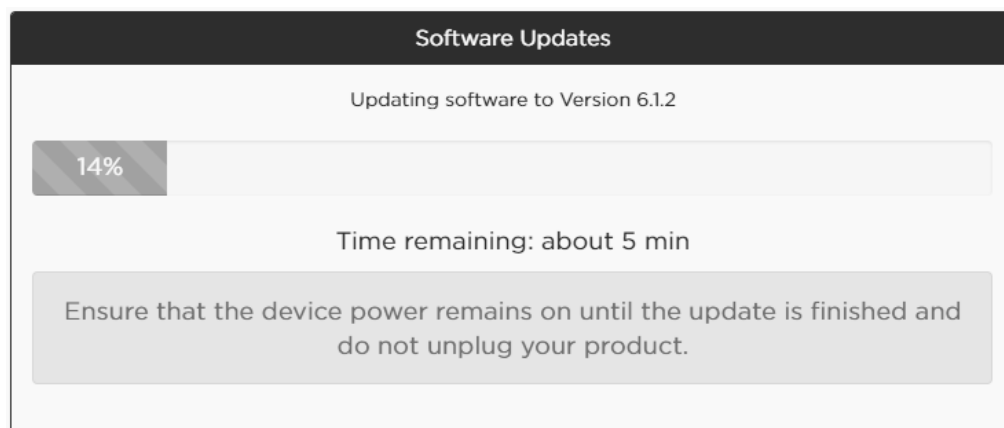 Software Updates
Updating software to Version 6.1.2
14%
Time remaining: about 5 min
Ensure that the device power remains on until the update is finished and
do not unplug your product.